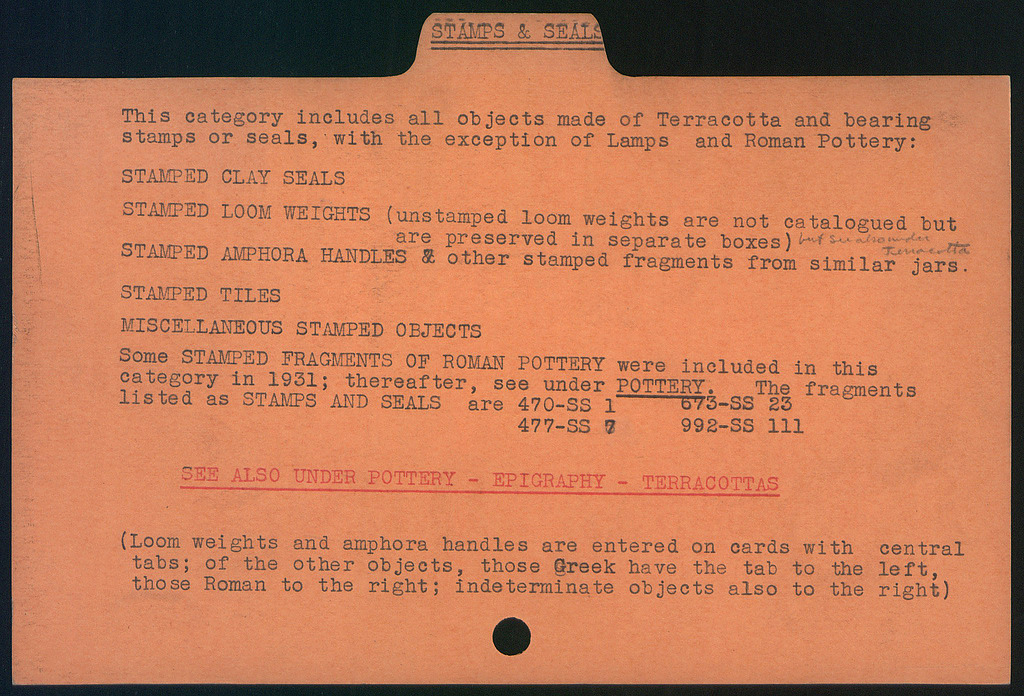 STAMPS & SEALS
This category includes all objects made of Terracotta and bearing
stamps or seals, with the exception of Lamps and Roman Pottery:
STAMPED CLAY SEALS
STAMPED LOOM WEIGHTS (unstamped loom weights are not catalogued but
are preserved in separate boxes) but see also under
Terracotta
STAMPED AMPHORA HANDLES & other stamped fragments from similar jars.
STAMPED TILES
MISCELLANEOUS STAMPED OBJECTS
Some STAMPED FRAGMENTS OF ROMAN POTTERY were included in this
category in 1931; thereafter, see under POTTERY. The fragments
listed as STAMPS AND SEALS are 470-SS 1 673-SS 23
477-SS 7 992-SS 111
SEE ALSO UNDER POTTERY - EPIGRAPHY - TERRACOTTAS
(Loom weights and amphora handles are entered on cards with central
tabs; of the other objects, those Greek have the tab to the left,
those Roman to the right; indeterminate objects also to the right)